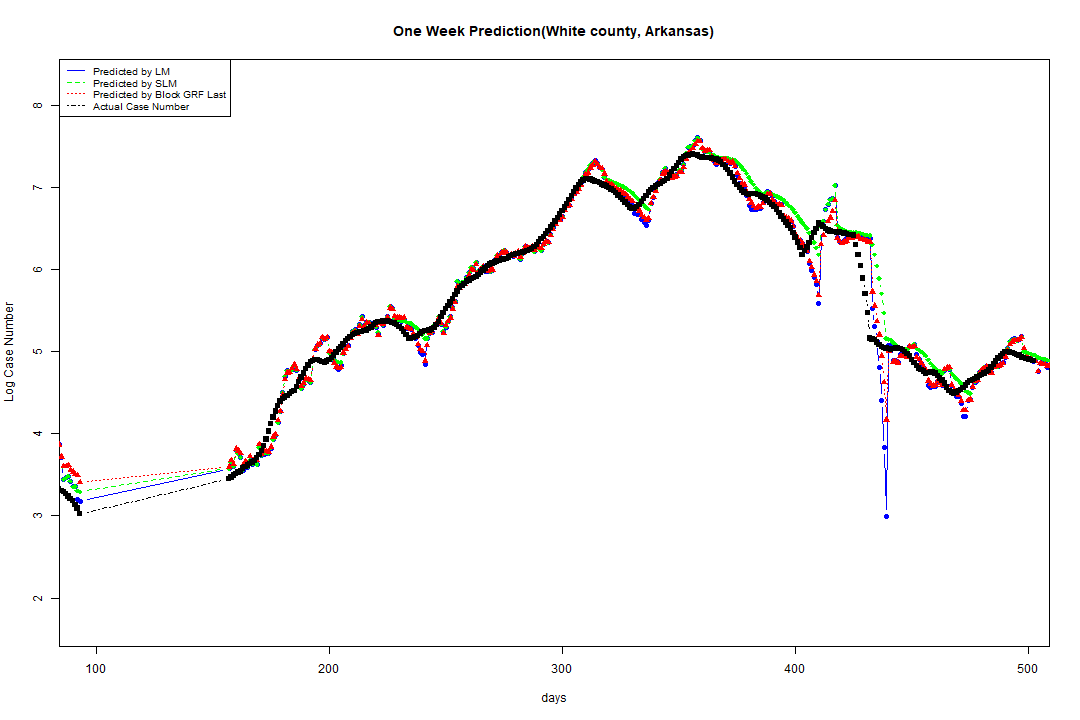 One Week Prediction(White county, Arkansas)
Predicted by LM
Predicted by SLM
Predicted by Block GRF Last
Actual Case Number
8
7
6
5
4
3
2
Log Case Number
100 200 300 400 500
days